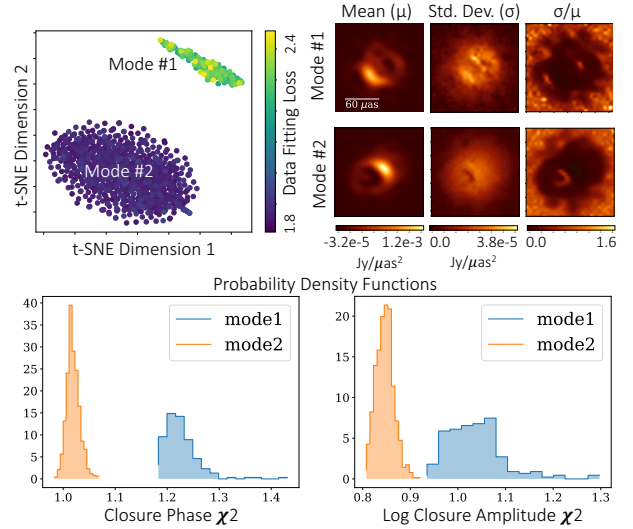 Mean (μ) Std. Dev. (σ) σ/μ
t-SNE Dimension 2
Mode #1
Mode #2
t-SNE Dimension 1
2.4
Data Fitting Loss
1.8
Mode #1
60 μas
Mode #2
-3.2e-5 1.2e-3 0.0 3.8e-5 0.0 1.6
Jy/μas² Jy/μas²
Probability Density Functions
mode1
mode2
40
35
30
25
20
15
10
5
0
1.0 1.1 1.2 1.3 1.4
Closure Phase χ2
mode1
mode2
20
15
10
5
0
0.8 0.9 1.0 1.1 1.2 1.3
Log Closure Amplitude χ2